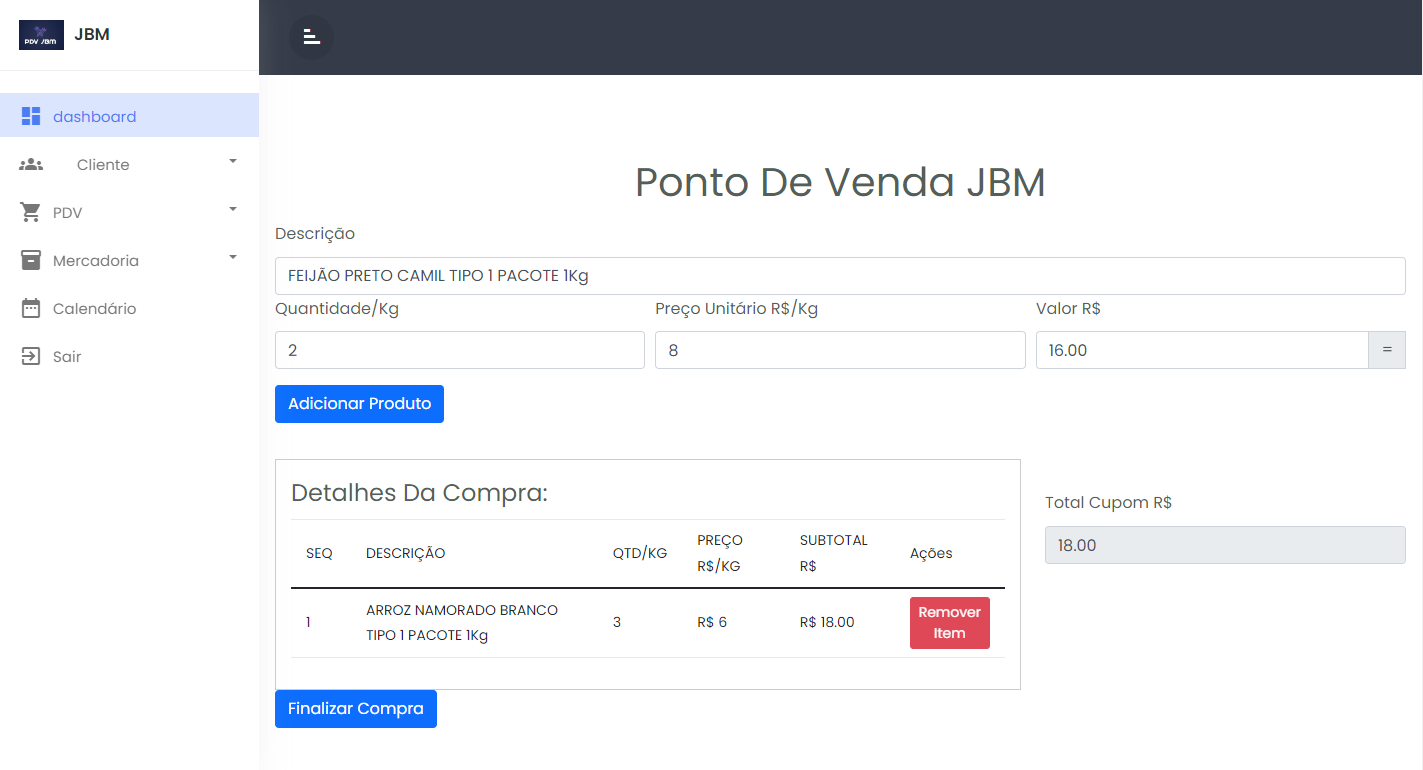 PDV JBM
JBM
dashboard
Cliente
PDV
Mercadoria
Calendário
Sair
Ponto De Venda JBM
Descrição
FEIJÃO PRETO CAMIL TIPO 1 PACOTE 1Kg
Quantidade/Kg
Preço Unitário R$/Kg
Valor R$
2
8
16.00
=
Adicionar Produto
Detalhes Da Compra:
SEQ
DESCRIÇÃO
QTD/KG
PREÇO
R$/KG
SUBTOTAL
R$
Ações
1
ARROZ NAMORADO BRANCO
TIPO 1 PACOTE 1Kg
3
R$ 6
R$ 18.00
Remover
Item
Total Cupom R$
18.00
Finalizar Compra